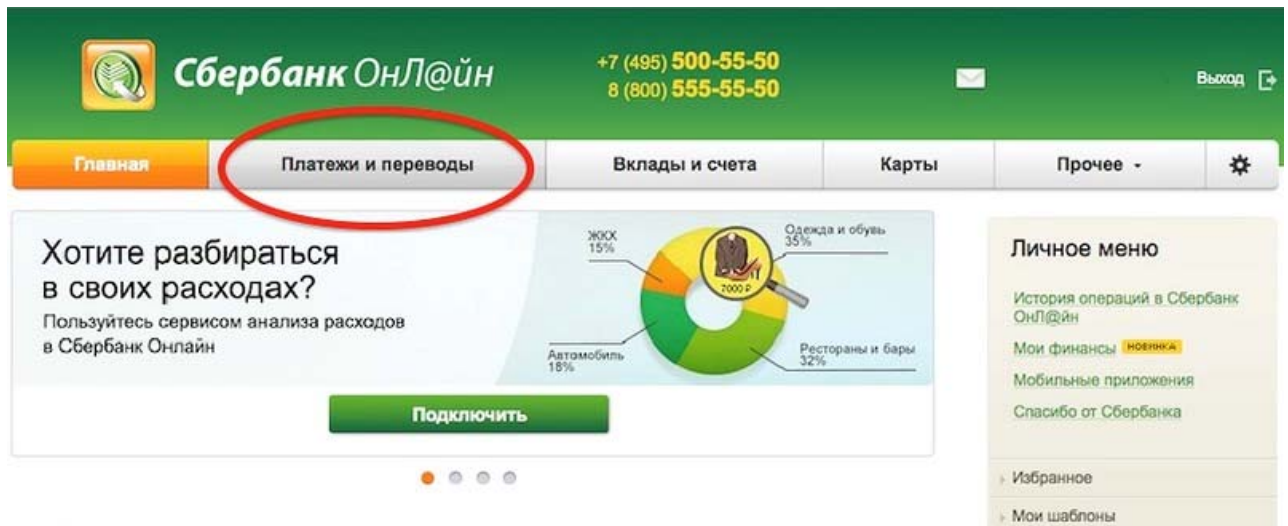 Сбербанк ОнЛ@йн
+7 (495) 500-55-50
8 (800) 555-55-50
Выход
Главная
Платежи и переводы
Вклады и счета
Карты
Прочее
Хотите разбираться
в своих расходах?
Пользуйтесь сервисом анализа расходов
в Сбербанк Онлайн
ЖКХ
15%
Одежда и обувь
35%
2000 ₽
Автомобиль
18%
Рестораны и бары
32%
Подключить
Личное меню
История операций в Сбербанк
ОнЛ@йн
Мои финансы НОВИНКА
Мобильные приложения
Спасибо от Сбербанка
Избранное
Мои шаблоны